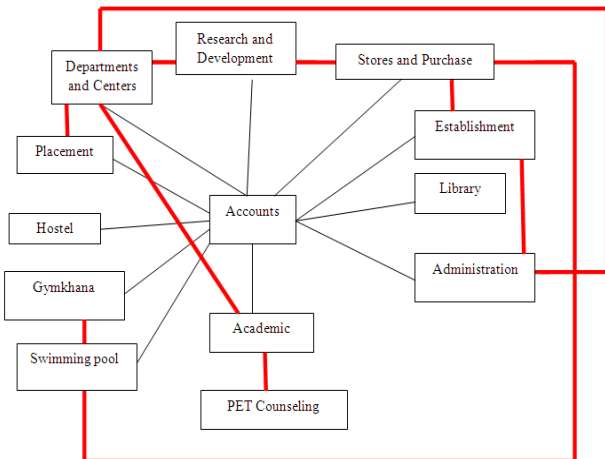 Research and
Development
Departments
and Centers
Stores and Purchase
Establishment
Placement
Library
Accounts
Hostel
Administration
Gymkhana
Academic
Swimming pool
PET Counseling